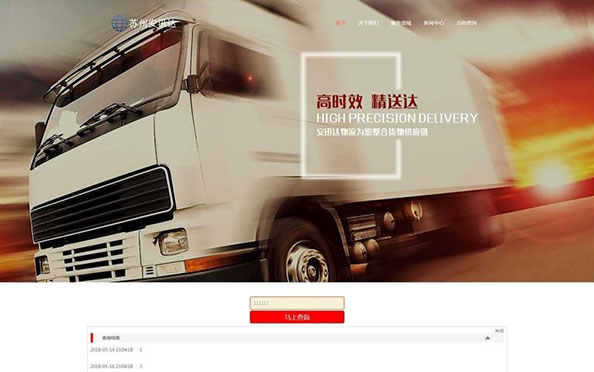 苏州安迅达
首页 关于我们 服务领域 新闻中心 自助查询
高时效 精送达
HIGH PRECISION DELIVERY
安迅达物流为您整合货物供应链
111111
马上查询
关闭
查询结果
2018-05-14 23:04:18 1
2018-05-16 23:04:18 3